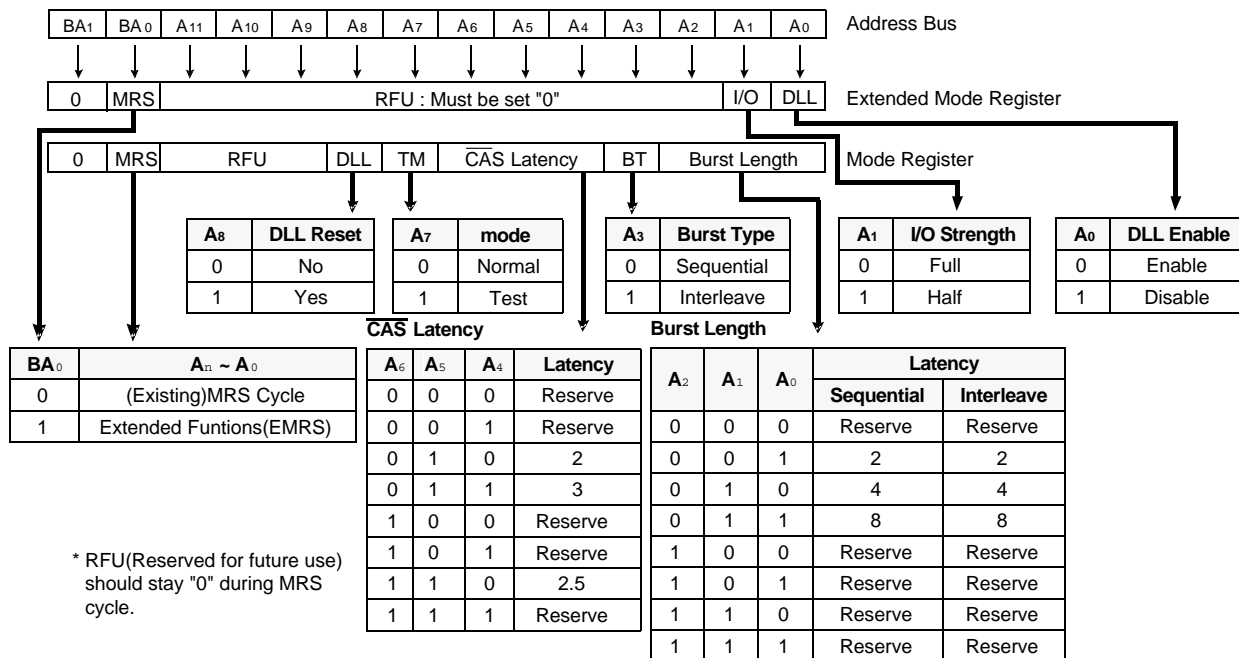 BA1 BA0 A11 A10 A9 A8 A7 A6 A5 A4 A3 A2 A1 A0 Address Bus
0 MRS RFU : Must be set "0" I/O DLL Extended Mode Register
0 MRS RFU DLL TM CAS Latency BT Burst Length Mode Register
A8 DLL Reset
0 No
1 Yes
A7 mode
0 Normal
1 Test
A3 Burst Type
0 Sequential
1 Interleave
A1 I/O Strength
0 Full
1 Half
A0 DLL Enable
0 Enable
1 Disable
BA0 An ~ A0
0 (Existing)MRS Cycle
1 Extended Funtions(EMRS)
* RFU(Reserved for future use)
should stay "0" during MRS
cycle.
CAS Latency
A6 A5 A4 Latency
0 0 0 Reserve
0 0 1 Reserve
0 1 0 2
0 1 1 3
1 0 0 Reserve
1 0 1 Reserve
1 1 0 2.5
1 1 1 Reserve
Burst Length
A2 A1 A0 Latency
Sequential Interleave
0 0 0 Reserve Reserve
0 0 1 2 2
0 1 0 4 4
0 1 1 8 8
1 0 0 Reserve Reserve
1 0 1 Reserve Reserve
1 1 0 Reserve Reserve
1 1 1 Reserve Reserve